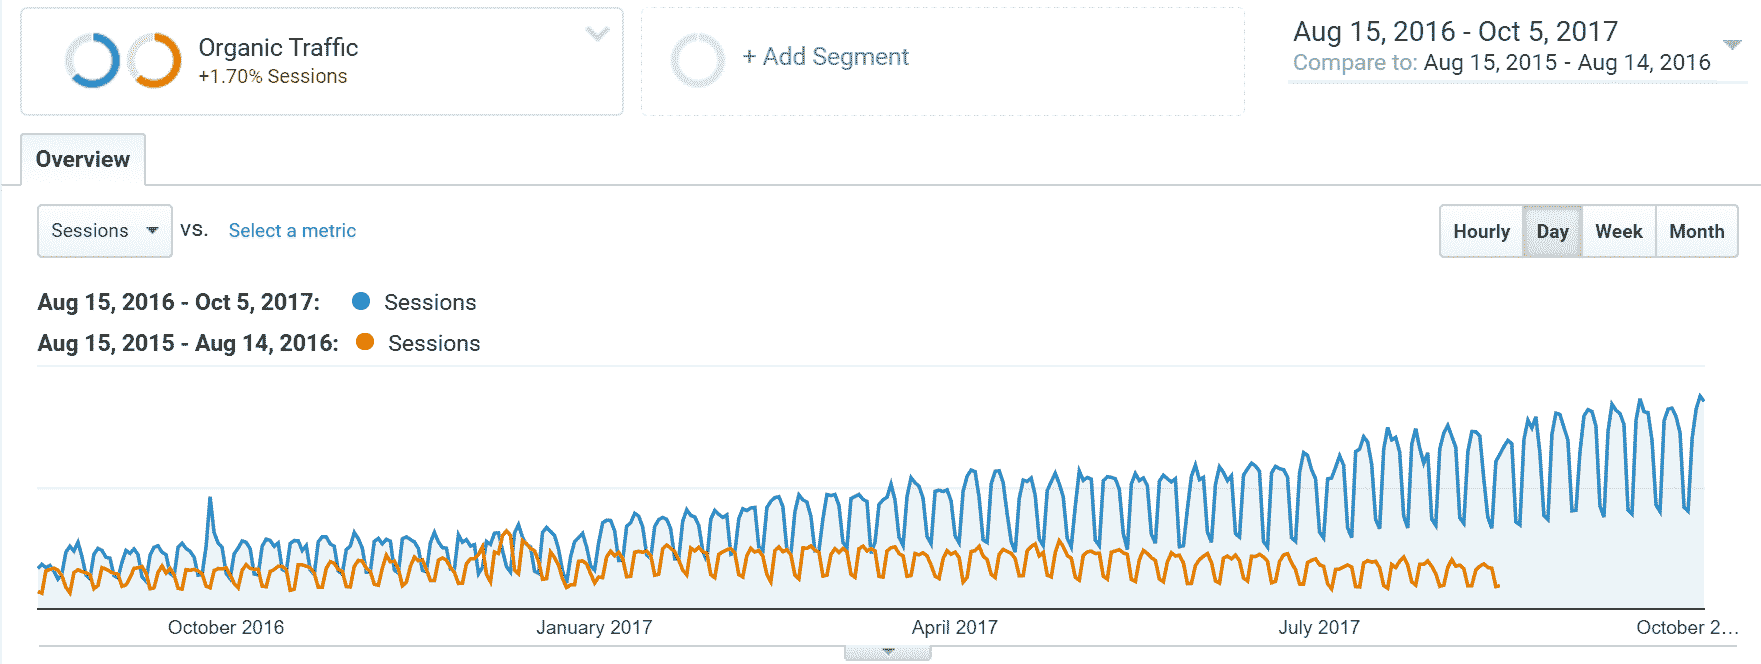 Organic Traffic
+1.70% Sessions
+ Add Segment
Aug 15, 2016 - Oct 5, 2017
Compare to: Aug 15, 2015 - Aug 14, 2016
Overview
Sessions VS. Select a metric
Hourly Day Week Month
Aug 15, 2016 - Oct 5, 2017: Sessions
Aug 15, 2015 - Aug 14, 2016: Sessions
October 2016 January 2017 April 2017 July 2017 October 2...